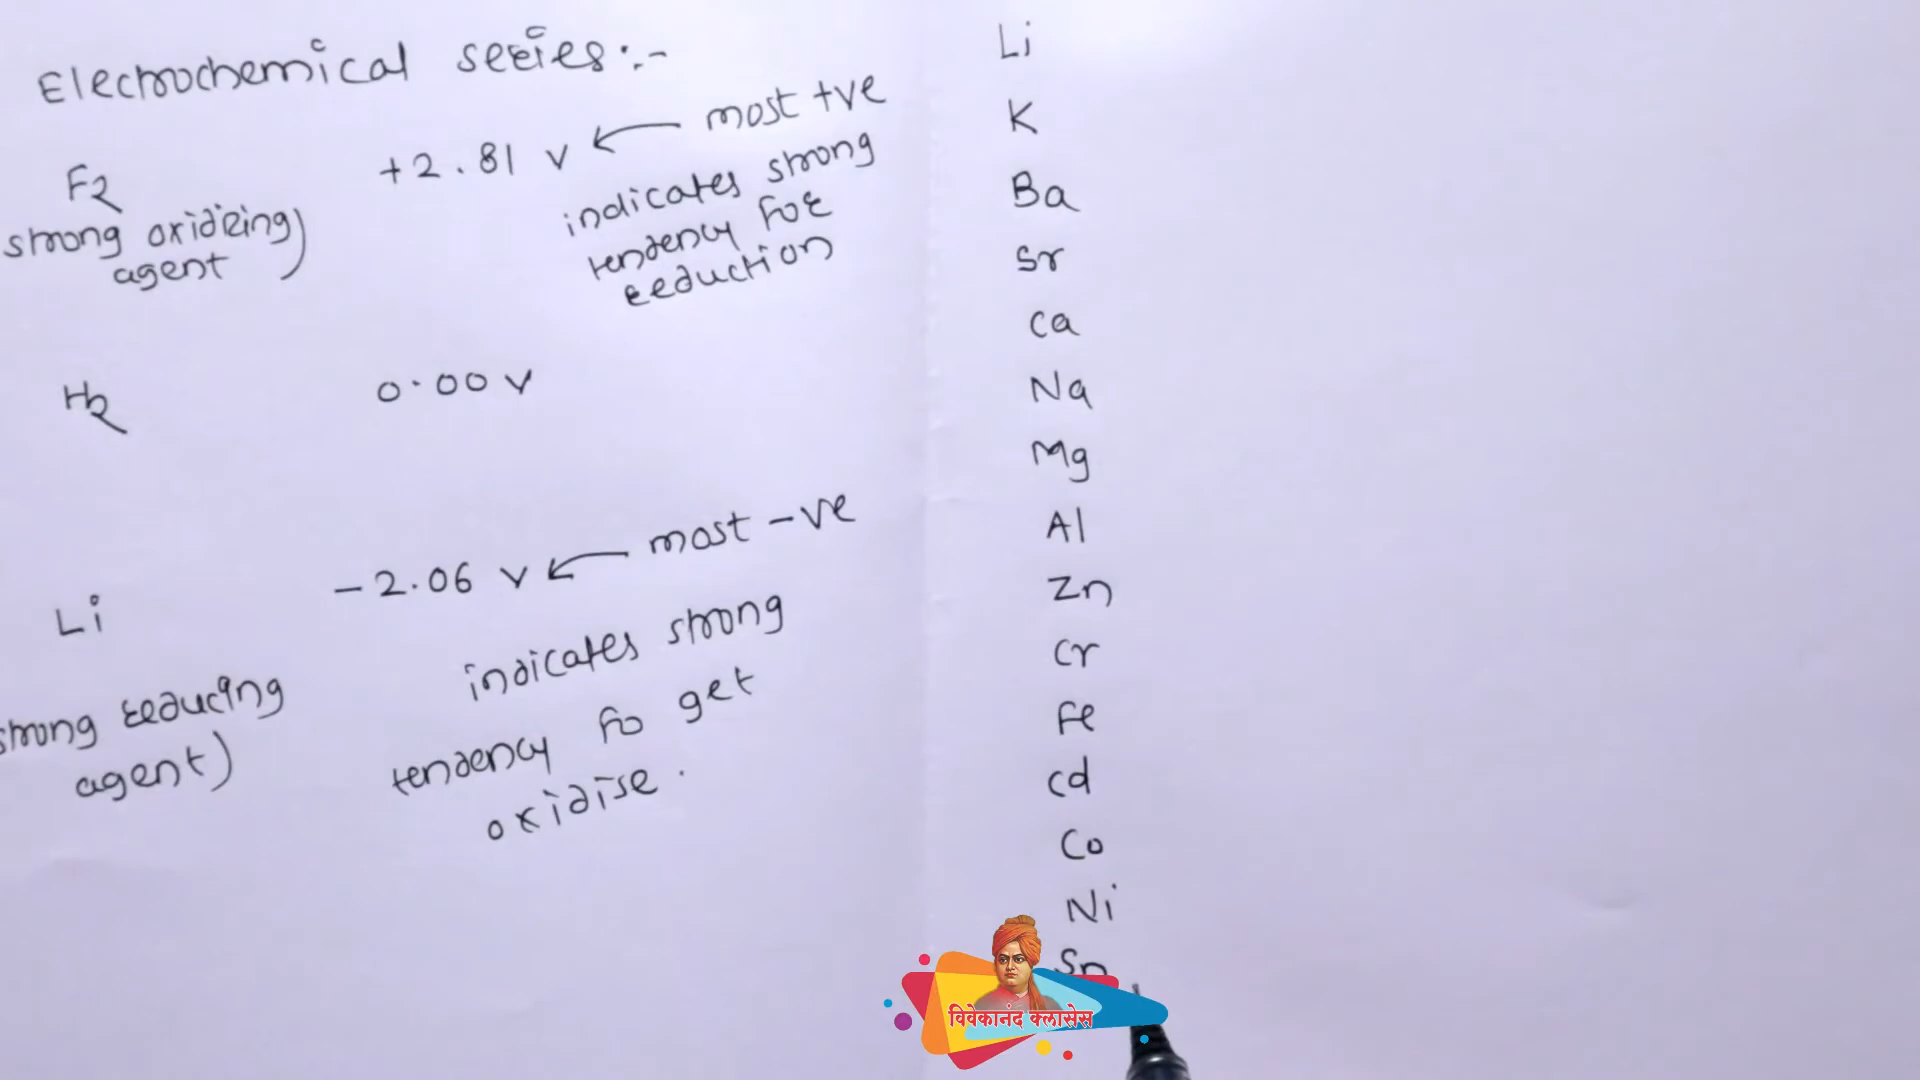 Electrochemical series:-
F2 +2.81 V ← most +ve
strong oxidizing agent)
indicates strong
tendency for
reduction
H2 0.00 V
Li -2.06 V ← most -ve
strong reducing
agent)
indicates strong
tendency to get
oxidise.
Li
K
Ba
Sr
Ca
Na
Mg
Al
Zn
Cr
Fe
Cd
Co
Ni
Sn
विवेकानंद क्लासेस